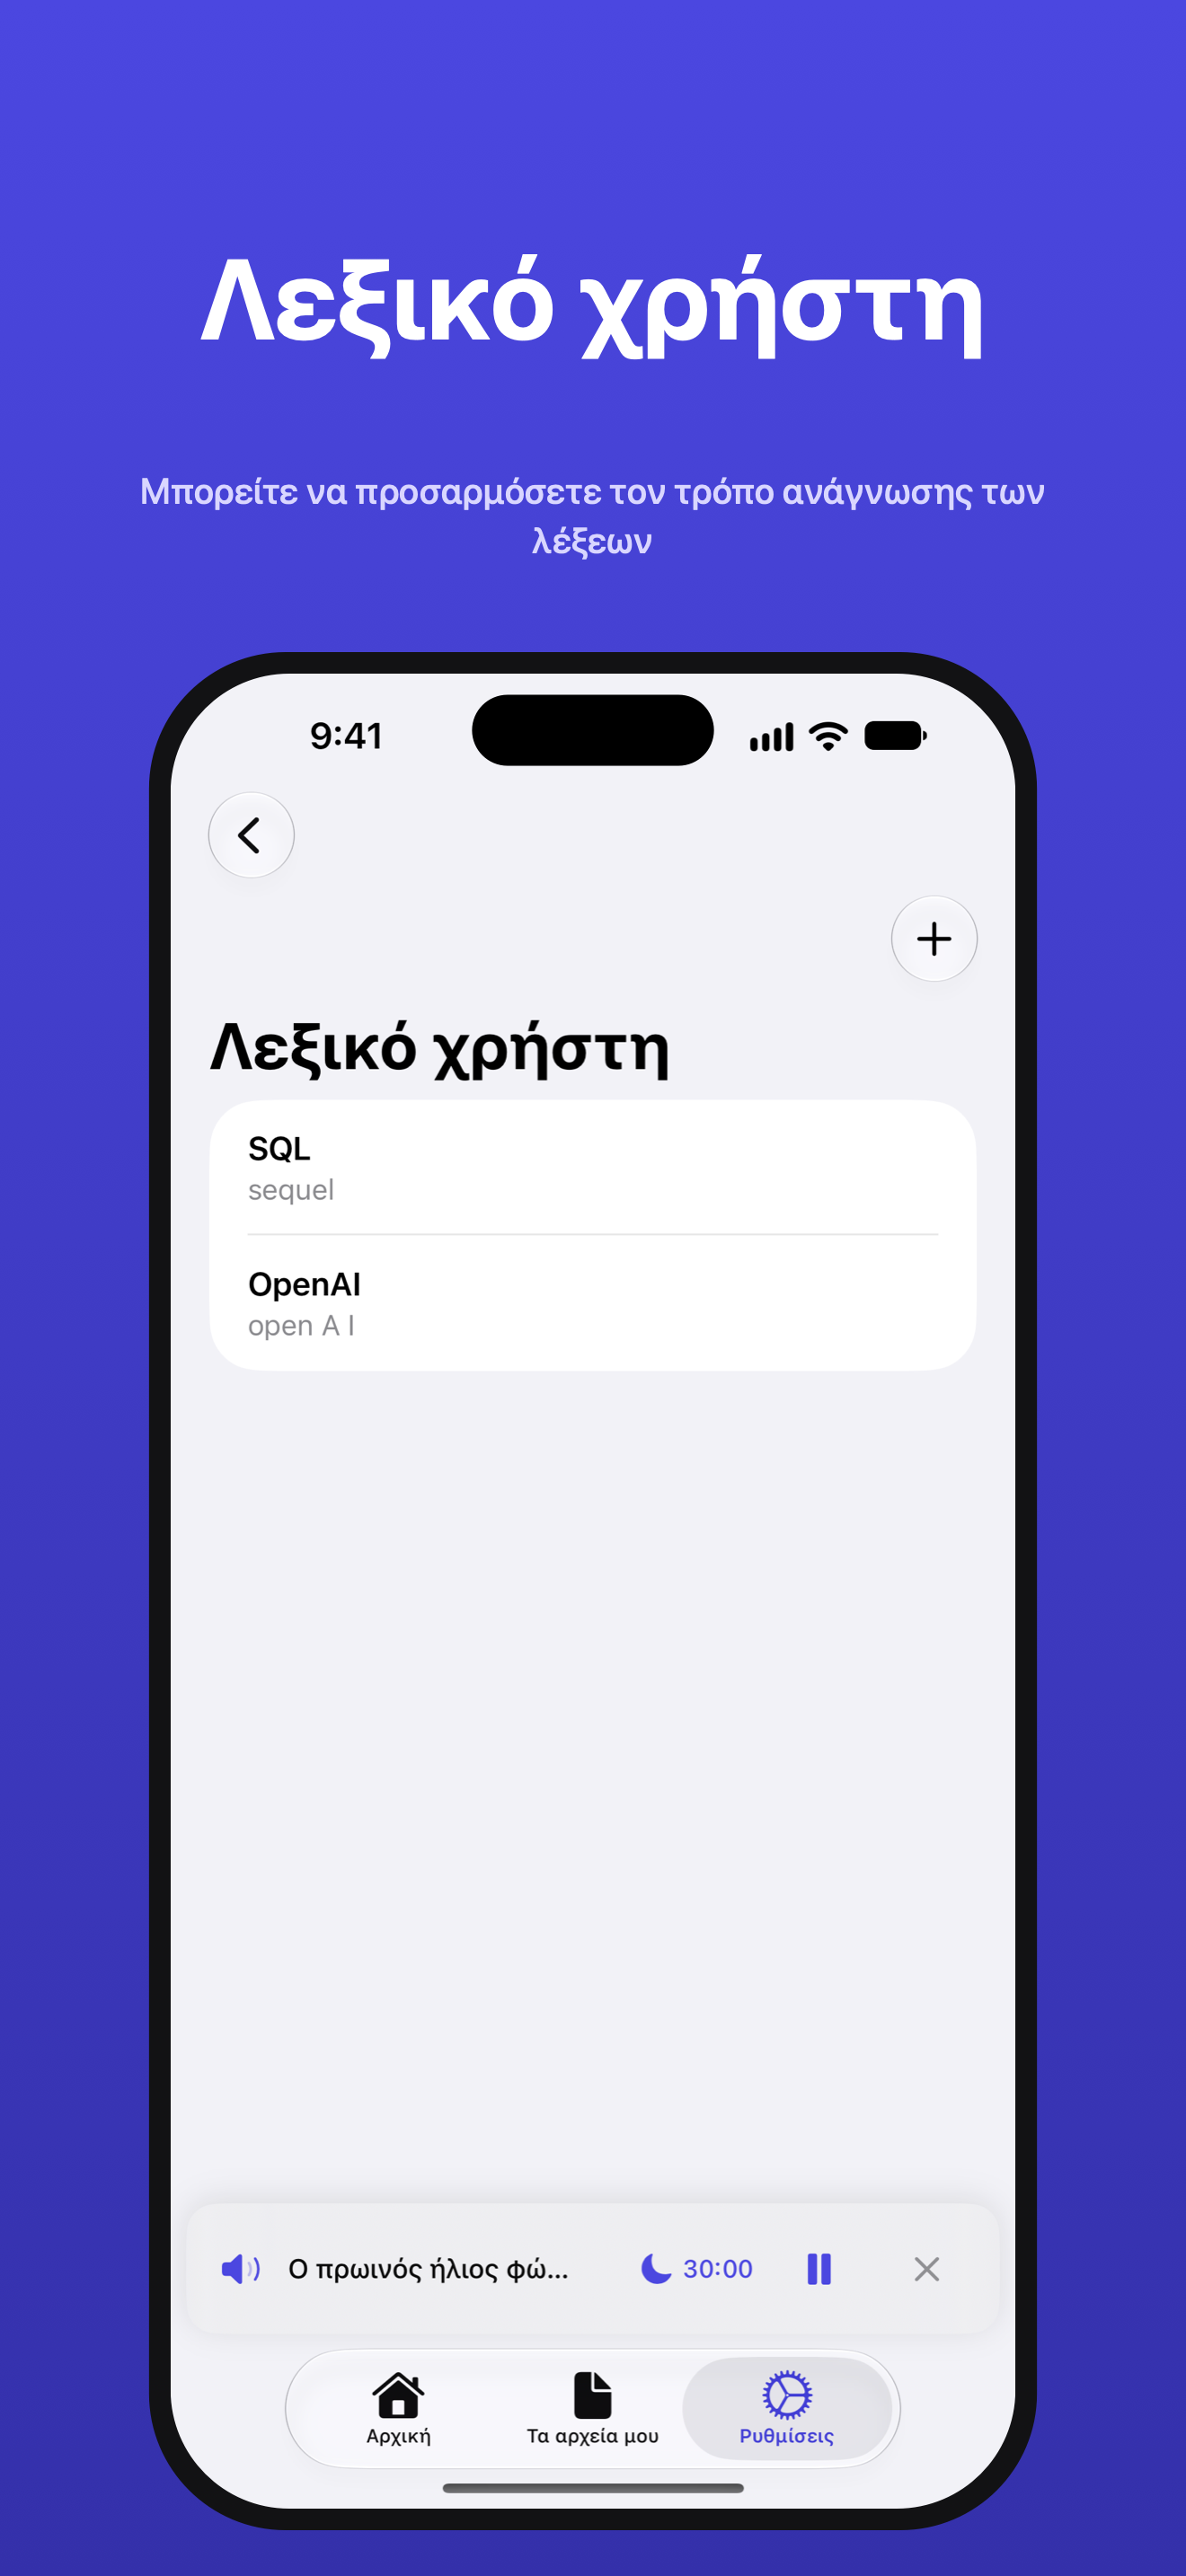 Λεξικό χρήστη
Μπορείτε να προσαρμόσετε τον τρόπο ανάγνωσης των
λέξεων
9:41
Λεξικό χρήστη
SQL
sequel
OpenAI
open A I
Ο πρωινός ήλιος φώ...
30:00
Αρχική
Τα αρχεία μου
Ρυθμίσεις